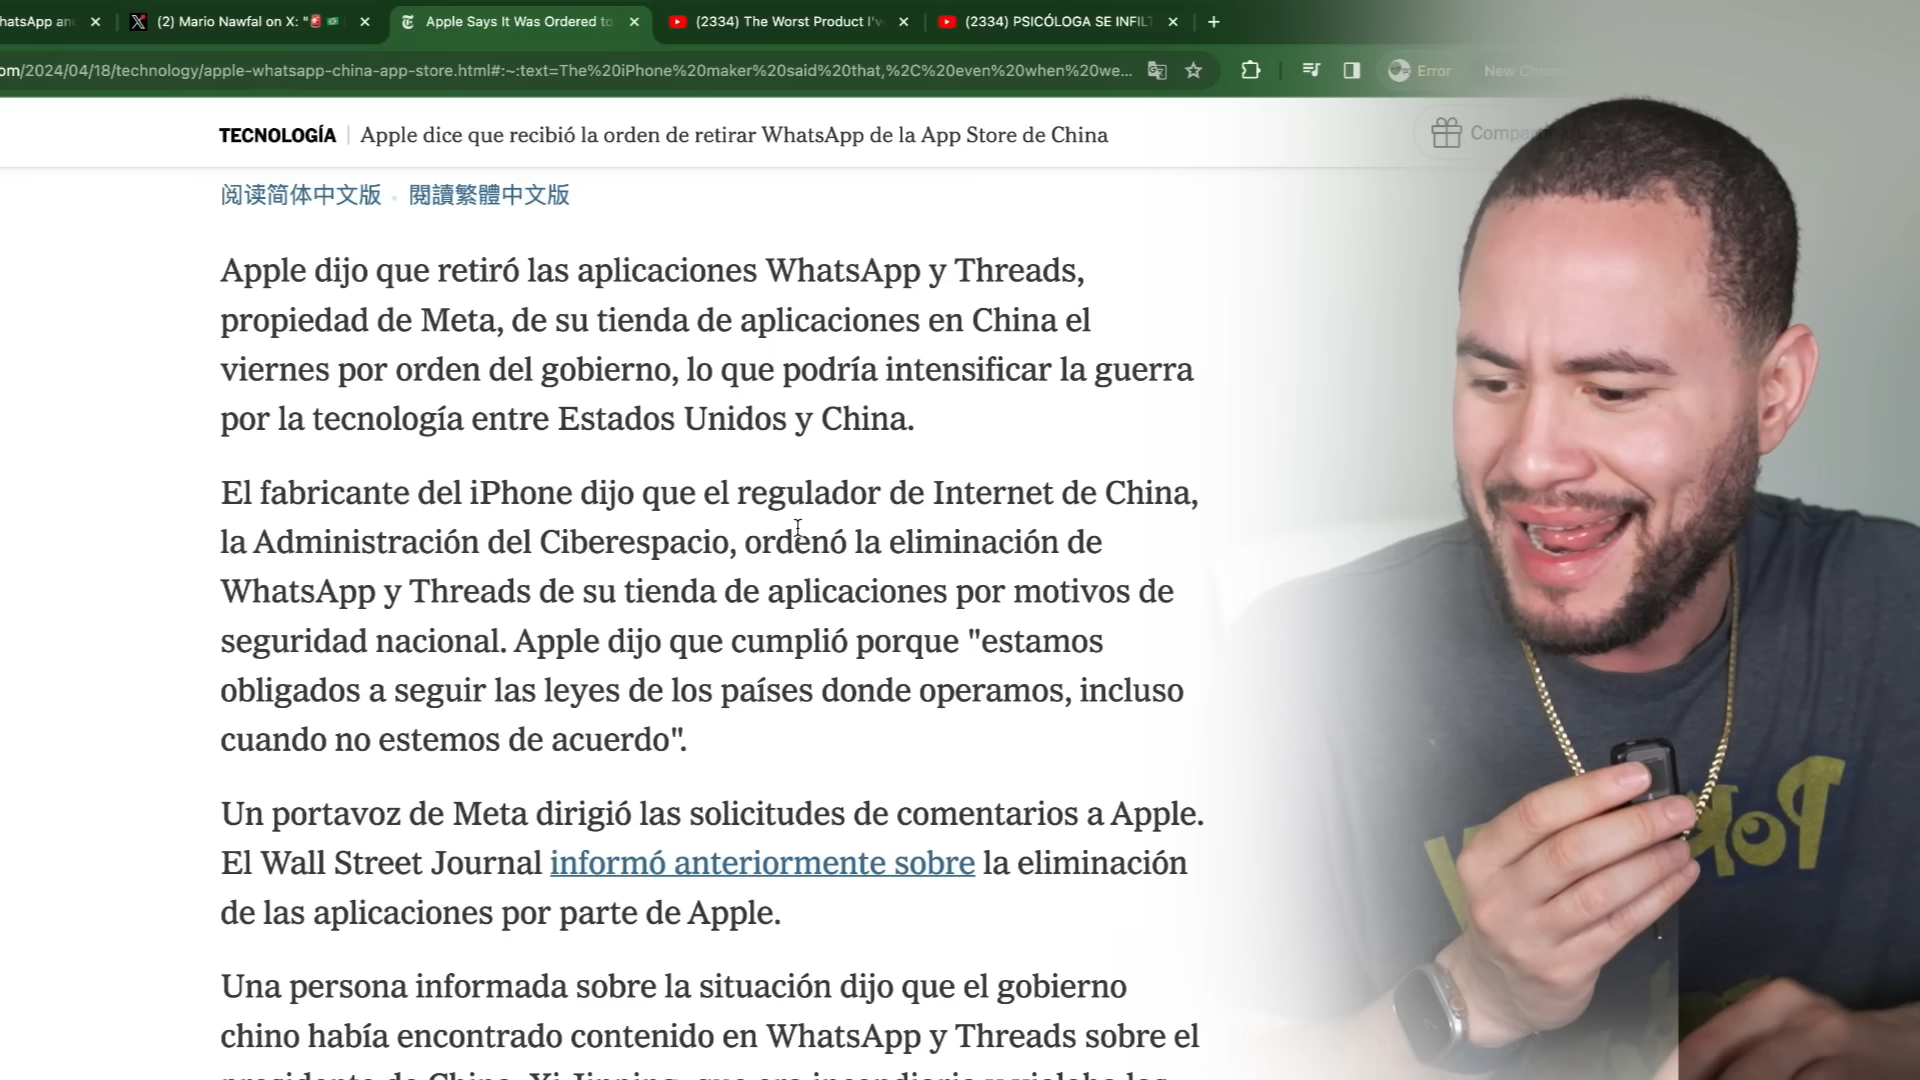 hatsApp an
(2) Mario Nawfal on X: "
Apple Says It Was Ordered to
(2334) The Worst Product I'v
(2334) PSICÓLOGA SE INFILT
om/2024/04/18/technology/apple-whatsapp-china-app-store.html#:~:text=The%20iPhone%20maker%20said%20that,%2C%20even%20when%20we...
Error
New Chro
TECNOLOGÍA | Apple dice que recibió la orden de retirar WhatsApp de la App Store de China
Compa
阅读简体中文版 • 閱讀繁體中文版
Apple dijo que retiró las aplicaciones WhatsApp y Threads,
propiedad de Meta, de su tienda de aplicaciones en China el
viernes por orden del gobierno, lo que podría intensificar la guerra
por la tecnología entre Estados Unidos y China.
El fabricante del iPhone dijo que el regulador de Internet de China,
la Administración del Ciberespacio, ordenó la eliminación de
WhatsApp y Threads de su tienda de aplicaciones por motivos de
seguridad nacional. Apple dijo que cumplió porque "estamos
obligados a seguir las leyes de los países donde operamos, incluso
cuando no estemos de acuerdo".
Un portavoz de Meta dirigió las solicitudes de comentarios a Apple.
El Wall Street Journal informó anteriormente sobre la eliminación
de las aplicaciones por parte de Apple.
Una persona informada sobre la situación dijo que el gobierno
chino había encontrado contenido en WhatsApp y Threads sobre el
presidente de China, Xi Jinping, que era incendiario y violaba las